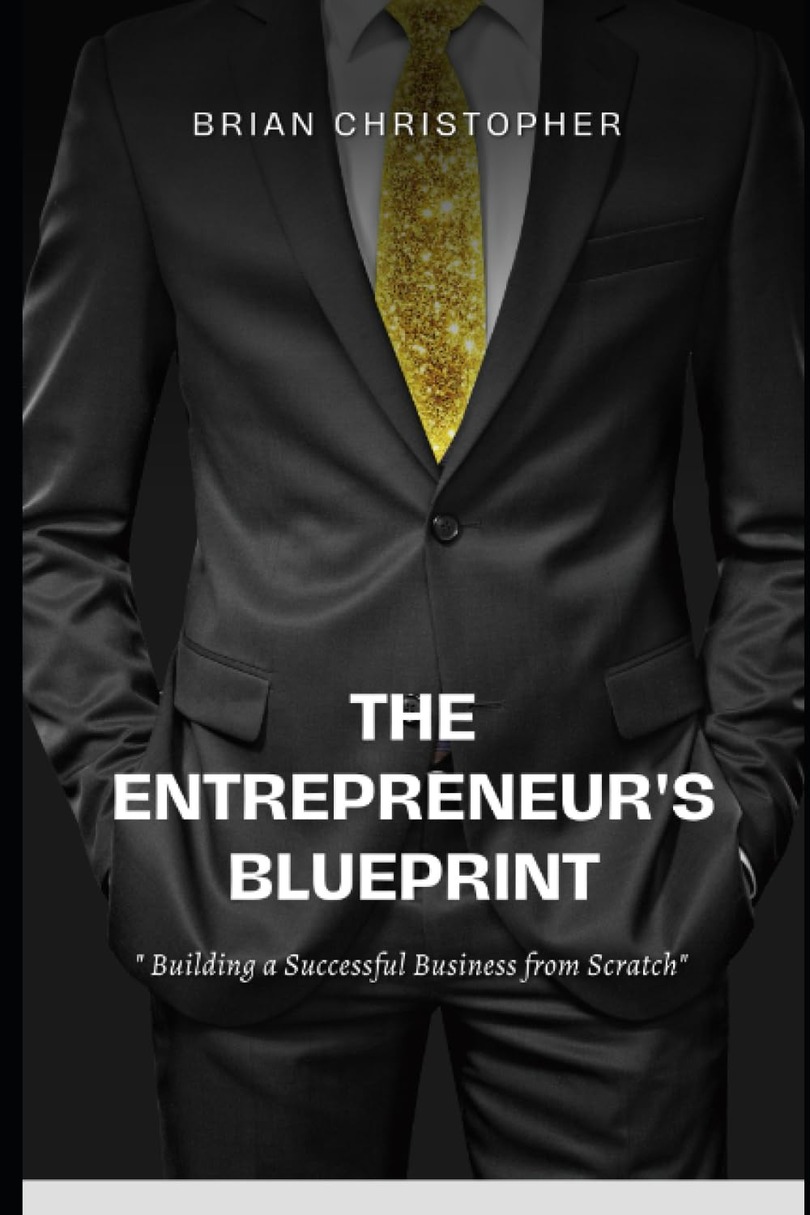 BRIAN CHRISTOPHER
THE
ENTREPRENEUR'S
BLUEPRINT
" Building a Successful Business from Scratch"